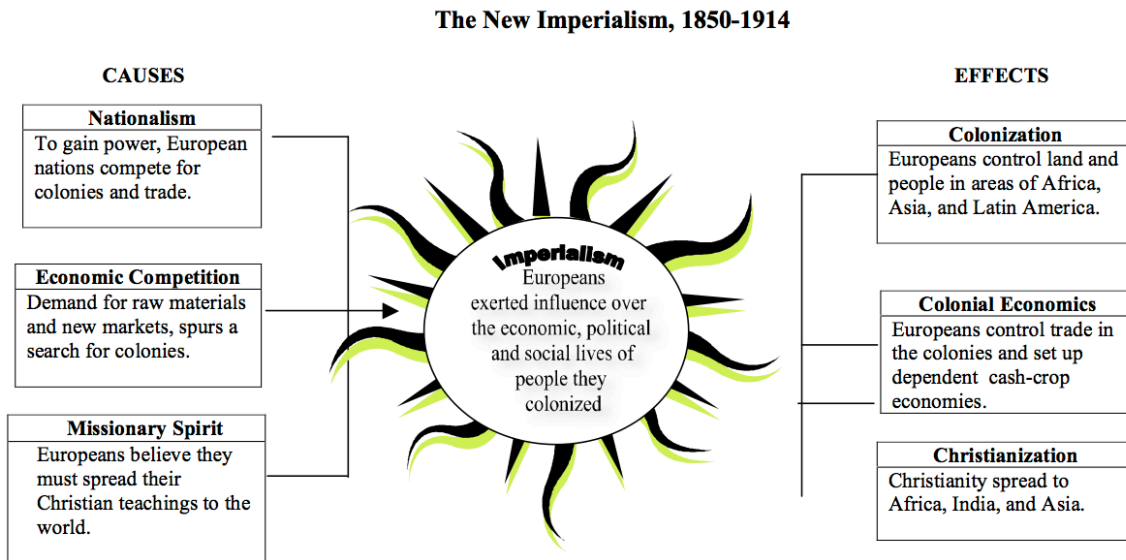 The New Imperialism, 1850-1914
CAUSES
Nationalism
To gain power, European
nations compete for
colonies and trade.
Economic Competition
Demand for raw materials
and new markets, spurs a
search for colonies.
Missionary Spirit
Europeans believe they
must spread their
Christian teachings to the
world.
Imperialism
Europeans
exerted influence over
the economic, political
and social lives of
people they
colonized
EFFECTS
Colonization
Europeans control land and
people in areas of Africa,
Asia, and Latin America.
Colonial Economics
Europeans control trade in
the colonies and set up
dependent cash-crop
economies.
Christianization
Christianity spread to
Africa, India, and Asia.